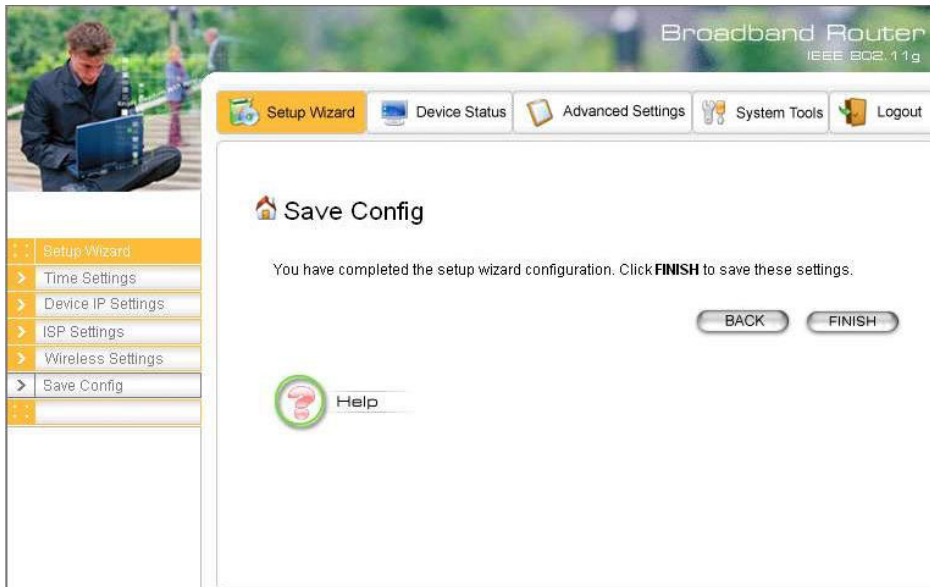 Broadband Router
IEEE 802.11g
Setup Wizard
Device Status
Advanced Settings
System Tools
Logout
Setup Wizard
Time Settings
Device IP Settings
ISP Settings
Wireless Settings
Save Config
Save Config
You have completed the setup wizard configuration. Click FINISH to save these settings.
BACK
FINISH
Help